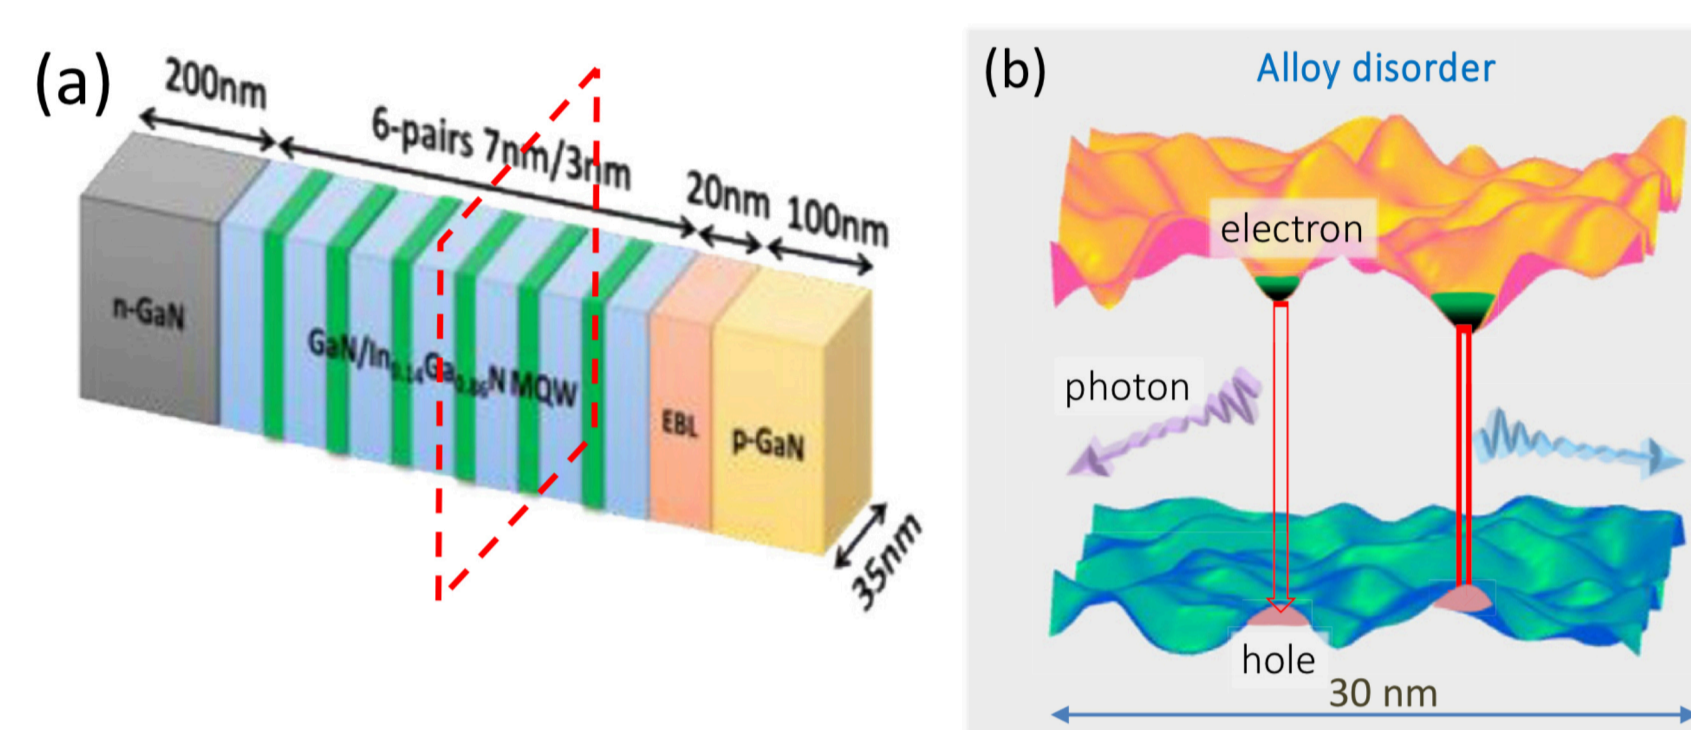 (a)
200nm
6-pairs 7nm/3nm
20nm
100nm
n-GaN
GaN/In0.14Ga0.86N MQW
EBL
p-GaN
35nm
(b)
Alloy disorder
electron
photon
hole
30 nm